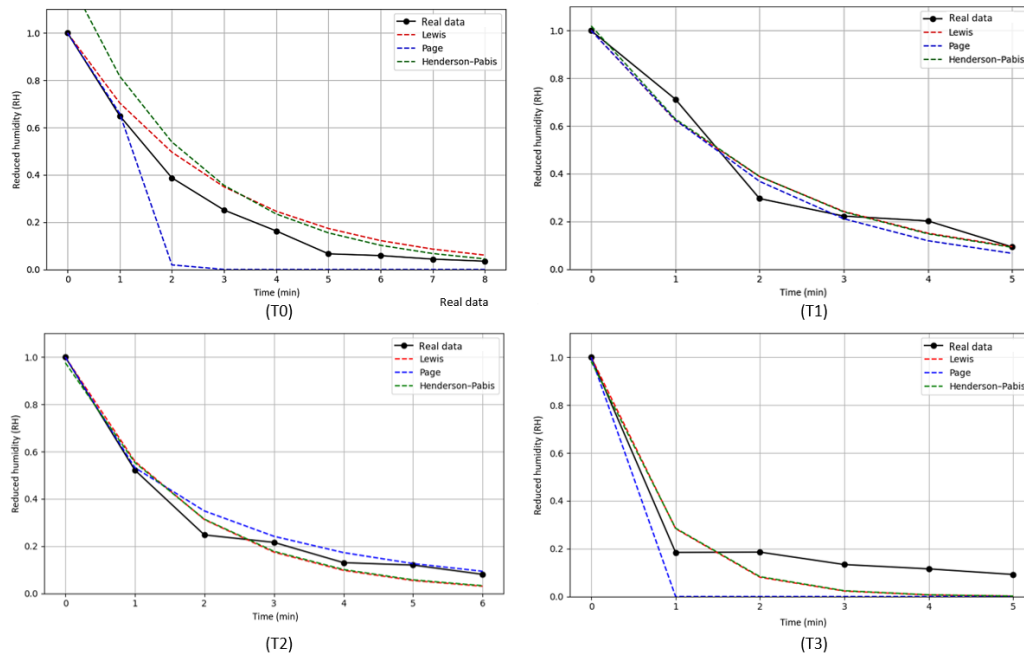 Real data
Lewis
Page
Henderson–Pabis
Reduced humidity (RH)
1.0
0.8
0.6
0.4
0.2
0.0
0 1 2 3 4 5 6 7 8
Time (min)
Real data
(T0)
Real data
Lewis
Page
Henderson–Pabis
Reduced humidity (RH)
1.0
0.8
0.6
0.4
0.2
0.0
0 1 2 3 4 5
Time (min)
(T1)
Real data
Lewis
Page
Henderson–Pabis
Reduced humidity (RH)
1.0
0.8
0.6
0.4
0.2
0.0
0 1 2 3 4 5 6
Time (min)
(T2)
Real data
Lewis
Page
Henderson–Pabis
Reduced humidity (RH)
1.0
0.8
0.6
0.4
0.2
0.0
0 1 2 3 4 5
Time (min)
(T3)